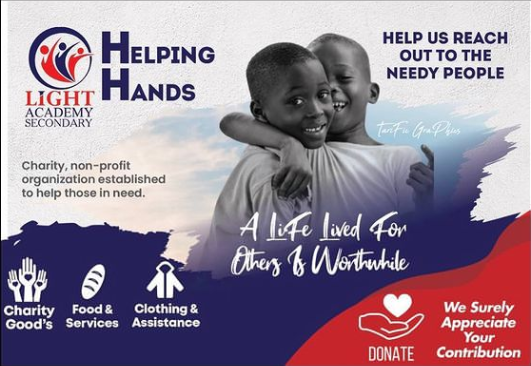 LIGHT
ACADEMY
SECONDARY
HELPING
HANDS
HELP US REACH
OUT TO THE
NEEDY PEOPLE
Charity, non-profit
organization established
to help those in need.
TariFii GraPhics
A Life Lived For
Others Is Worthwhile
Charity
Good's
Food &
Services
Clothing &
Assistance
DONATE
We Surely
Appreciate
Your
Contribution